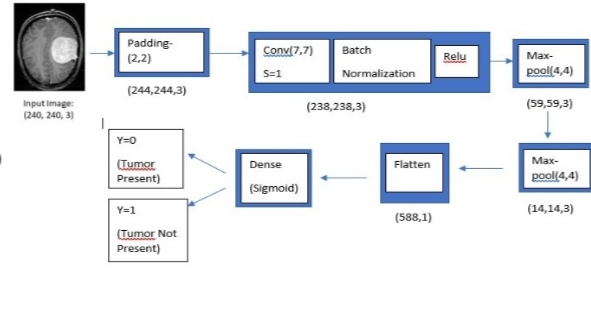 Input Image:
(240, 240, 3)
Padding-
(2,2)
(244,244,3)
Conv(7,7)
S=1
Batch
Normalization
Relu
(238,238,3)
Max-
pool(4,4)
(59,59,3)
Max-
pool(4,4)
(14,14,3)
Flatten
(588,1)
Dense
(Sigmoid)
Y=0
(Tumor
Present)
Y=1
(Tumor Not
Present)